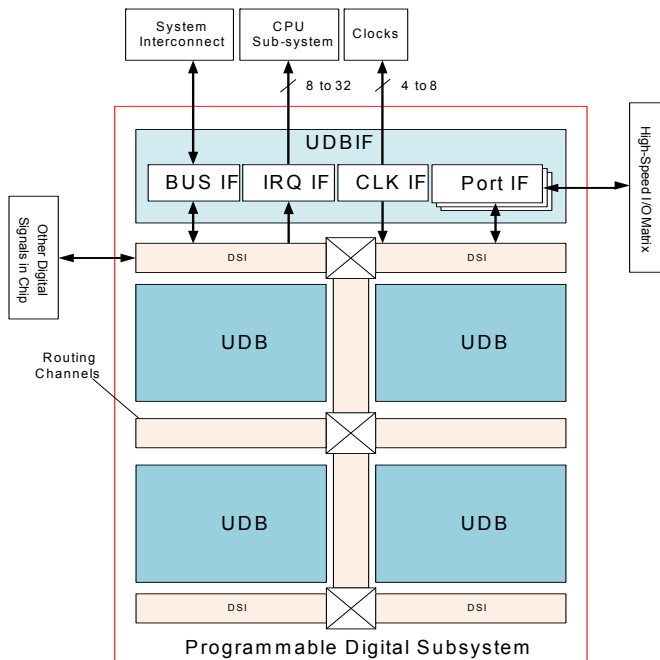 System
Interconnect
CPU
Sub-system
Clocks
8 to 32
4 to 8
High-Speed I/O Matrix
UDBIF
BUS IF
IRQ IF
CLK IF
Port IF
Other Digital
Signals in Chip
DSI
DSI
UDB
UDB
Routing
Channels
UDB
UDB
DSI
DSI
Programmable Digital Subsystem